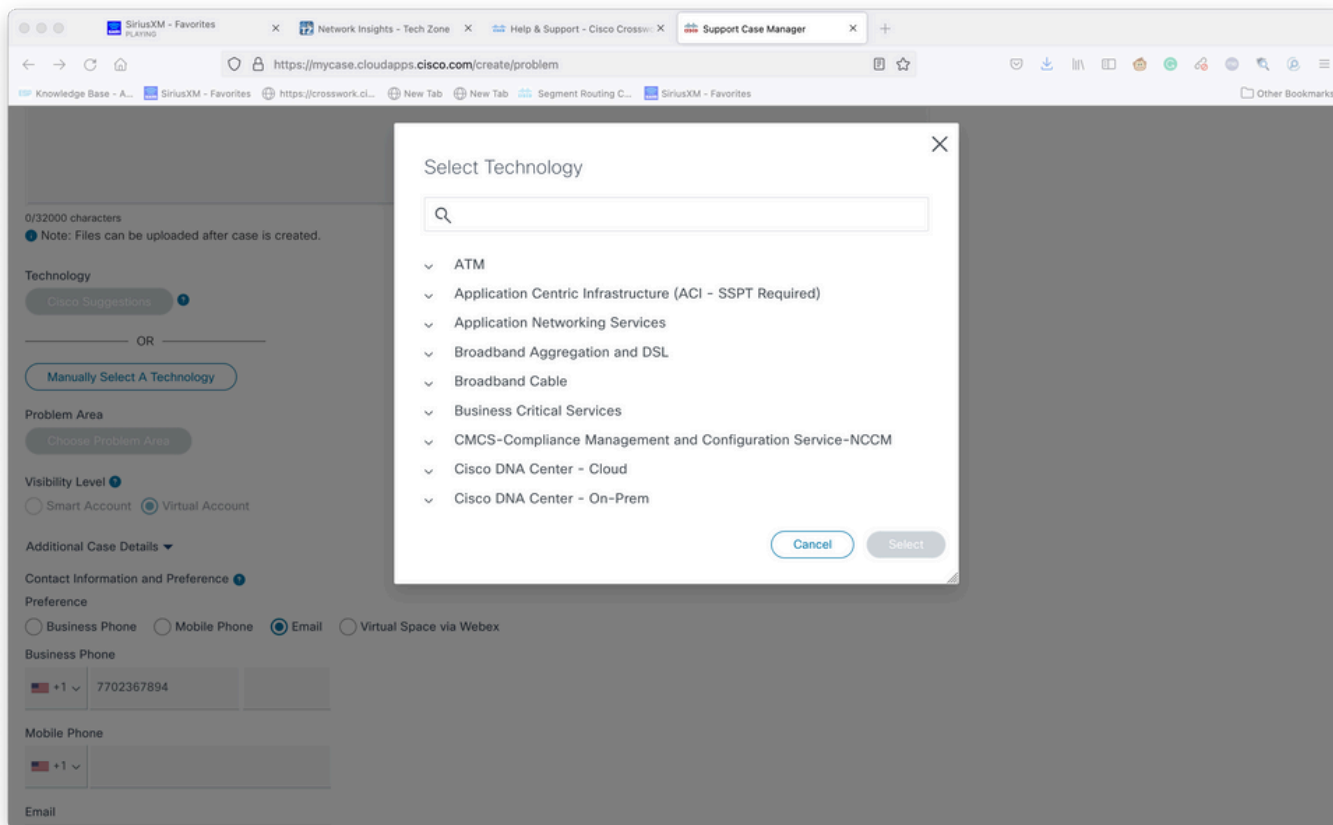 SiriusXM - Favorites
PLAYING
Network Insights - Tech Zone
Help & Support - Cisco Crossw
Support Case Manager
https://mycase.cloudapps.cisco.com/create/problem
Knowledge Base - A...
SiriusXM - Favorites
https://crosswork.ci...
New Tab
New Tab
Segment Routing C...
SiriusXM - Favorites
Other Bookmarks
Select Technology
ATM
Application Centric Infrastructure (ACI - SSPT Required)
Application Networking Services
Broadband Aggregation and DSL
Broadband Cable
Business Critical Services
CMCS-Compliance Management and Configuration Service-NCCM
Cisco DNA Center - Cloud
Cisco DNA Center - On-Prem
Cancel
Select
0/32000 characters
Note: Files can be uploaded after case is created.
Technology
Cisco Suggestions
OR
Manually Select A Technology
Problem Area
Choose Problem Area
Visibility Level
Smart Account Virtual Account
Additional Case Details
Contact Information and Preference
Preference
Business Phone Mobile Phone Email Virtual Space via Webex
Business Phone
+1 7702367894
Mobile Phone
+1
Email